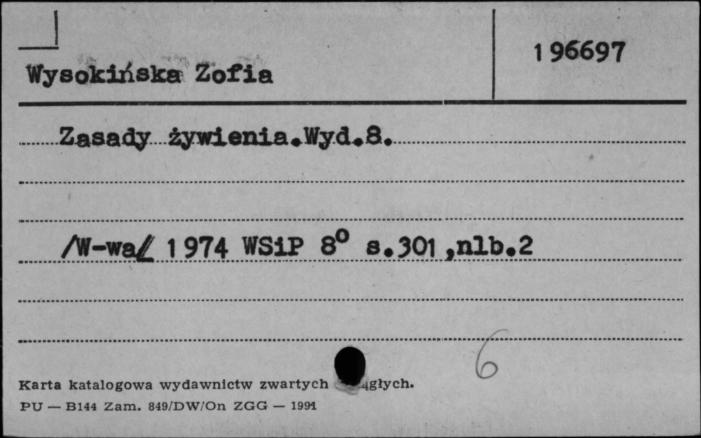 196697
Wysokińska Zofia
Zasady żywienia.Wyd.8.
/W-wa/ 1974 WSiP 8° s.301,nlb.2
6
Karta katalogowa wydawnictw zwartych
PU — B144 Zam. 849/DW/On ZGG — 1991